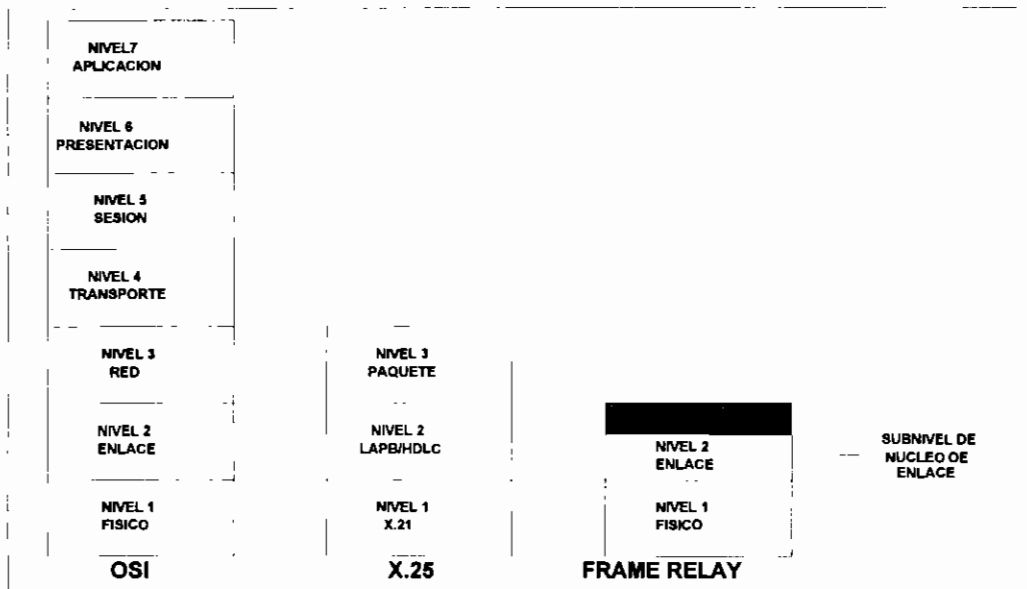 NIVEL7
APLICACION
NIVEL 6
PRESENTACION
NIVEL 5
SESION
NIVEL 4
TRANSPORTE
NIVEL 3
RED
NIVEL 2
ENLACE
NIVEL 1
FISICO
OSI
NIVEL 3
PAQUETE
NIVEL 2
LAPB/HDLC
NIVEL 1
X.21
X.25
NIVEL 2
ENLACE
NIVEL 1
FISICO
FRAME RELAY
SUBNIVEL DE
NUCLEO OE
ENLACE